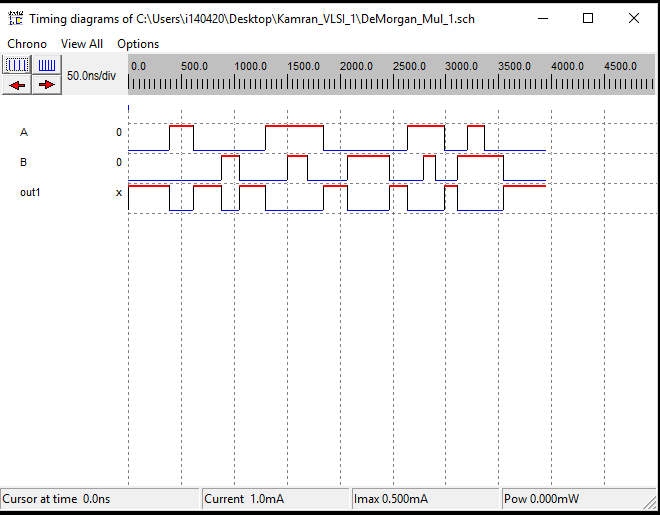 Timing diagrams of C:\Users\i140420\Desktop\Kamran_VLSI_1\DeMorgan_Mul_1.sch
Chrono View All Options
50.0ns/div 0.0 500.0 1000.0 1500.0 2000.0 2500.0 3000.0 3500.0 4000.0 4500.0
A 0
B 0
out1 x
Cursor at time 0.0ns Current 1.0mA Imax 0.500mA Pow 0.000mW